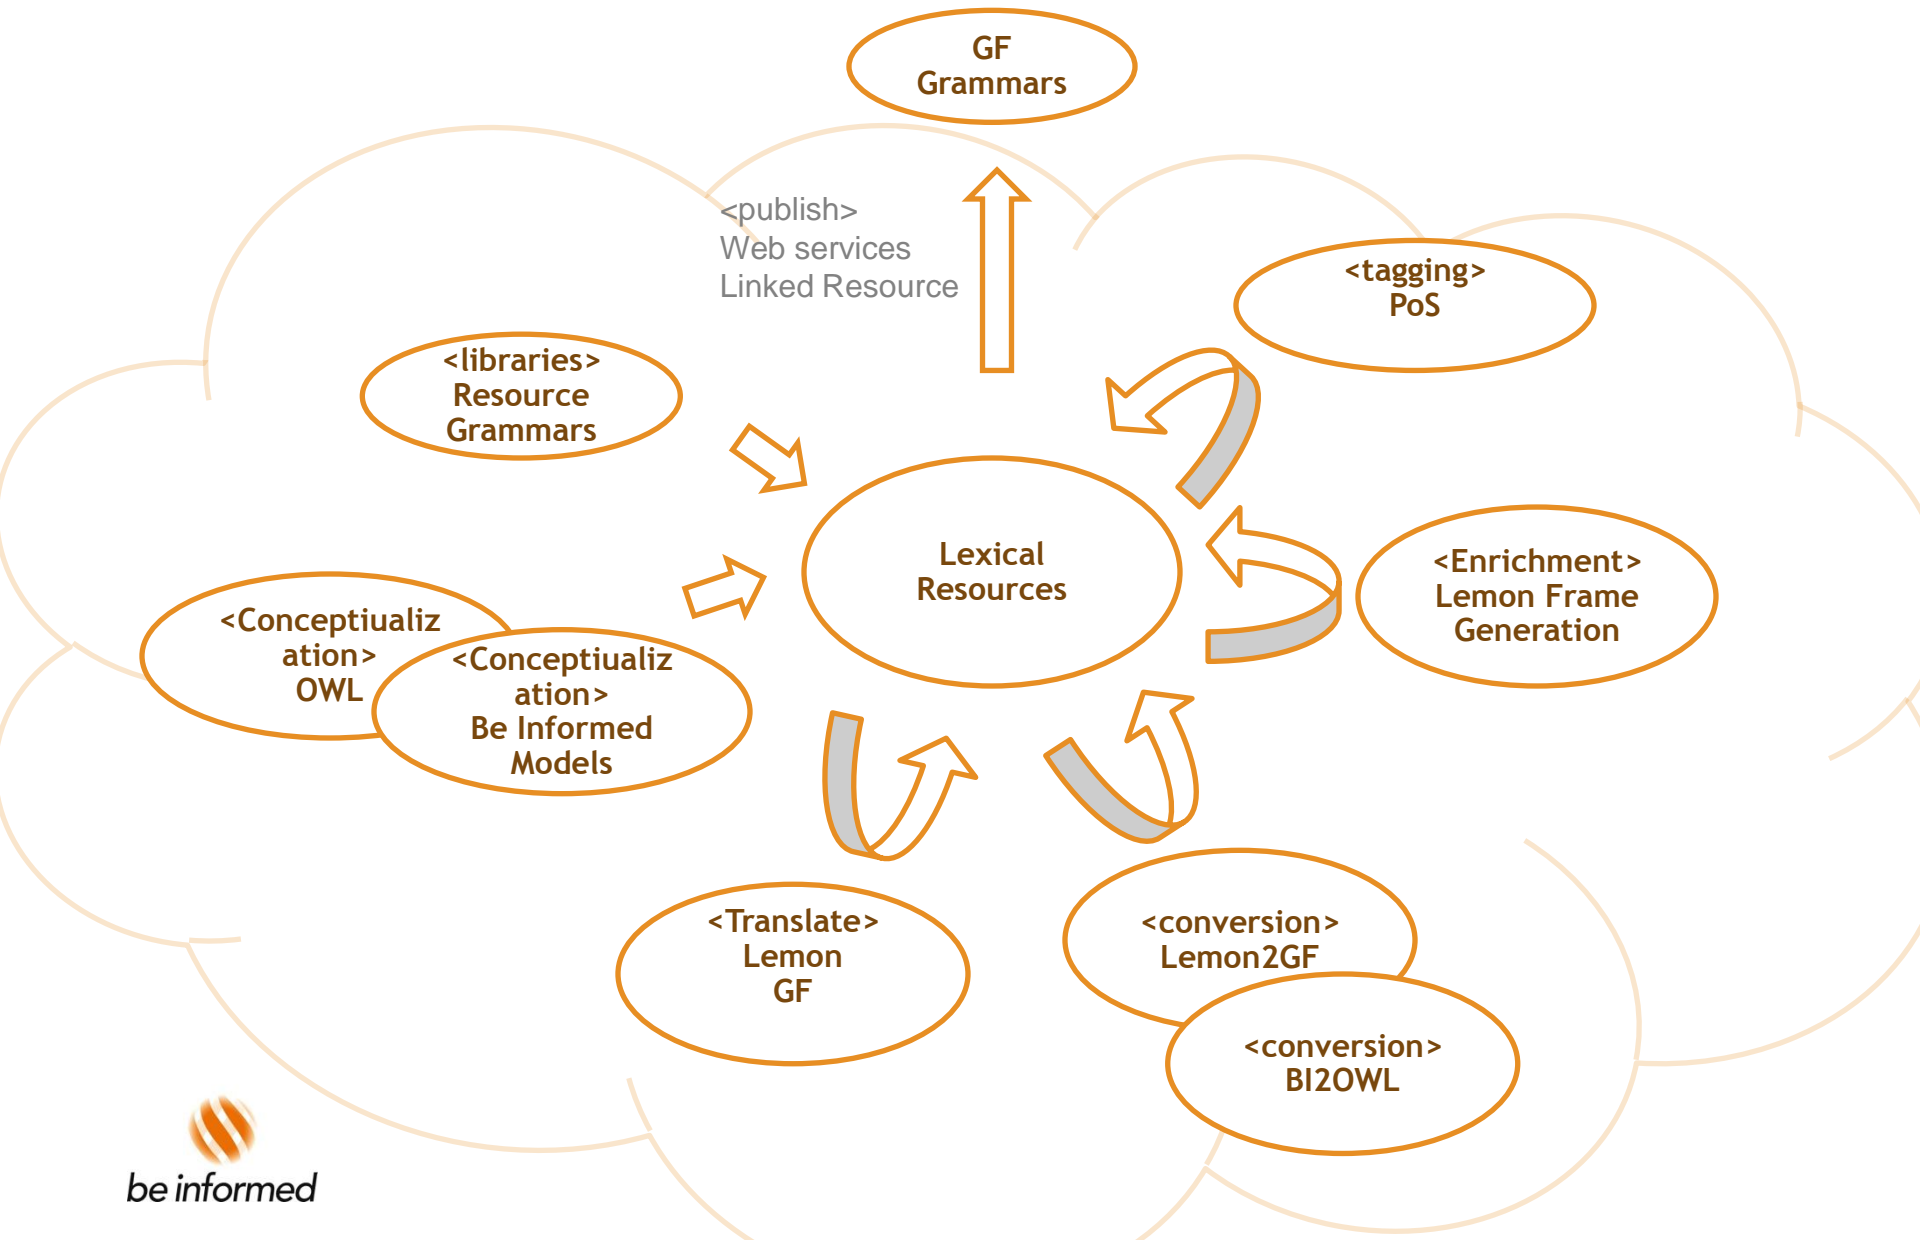 GF
Grammars
<publish>
Web services
Linked Resource
<tagging>
PoS
<libraries>
Resource
Grammars
Lexical
Resources
<Enrichment>
Lemon Frame
Generation
<Conceptiualiz
ation>
OWL
<Conceptiualiz
ation>
Be Informed
Models
<Translate>
Lemon
GF
<conversion>
Lemon2GF
<conversion>
BI2OWL
be informed